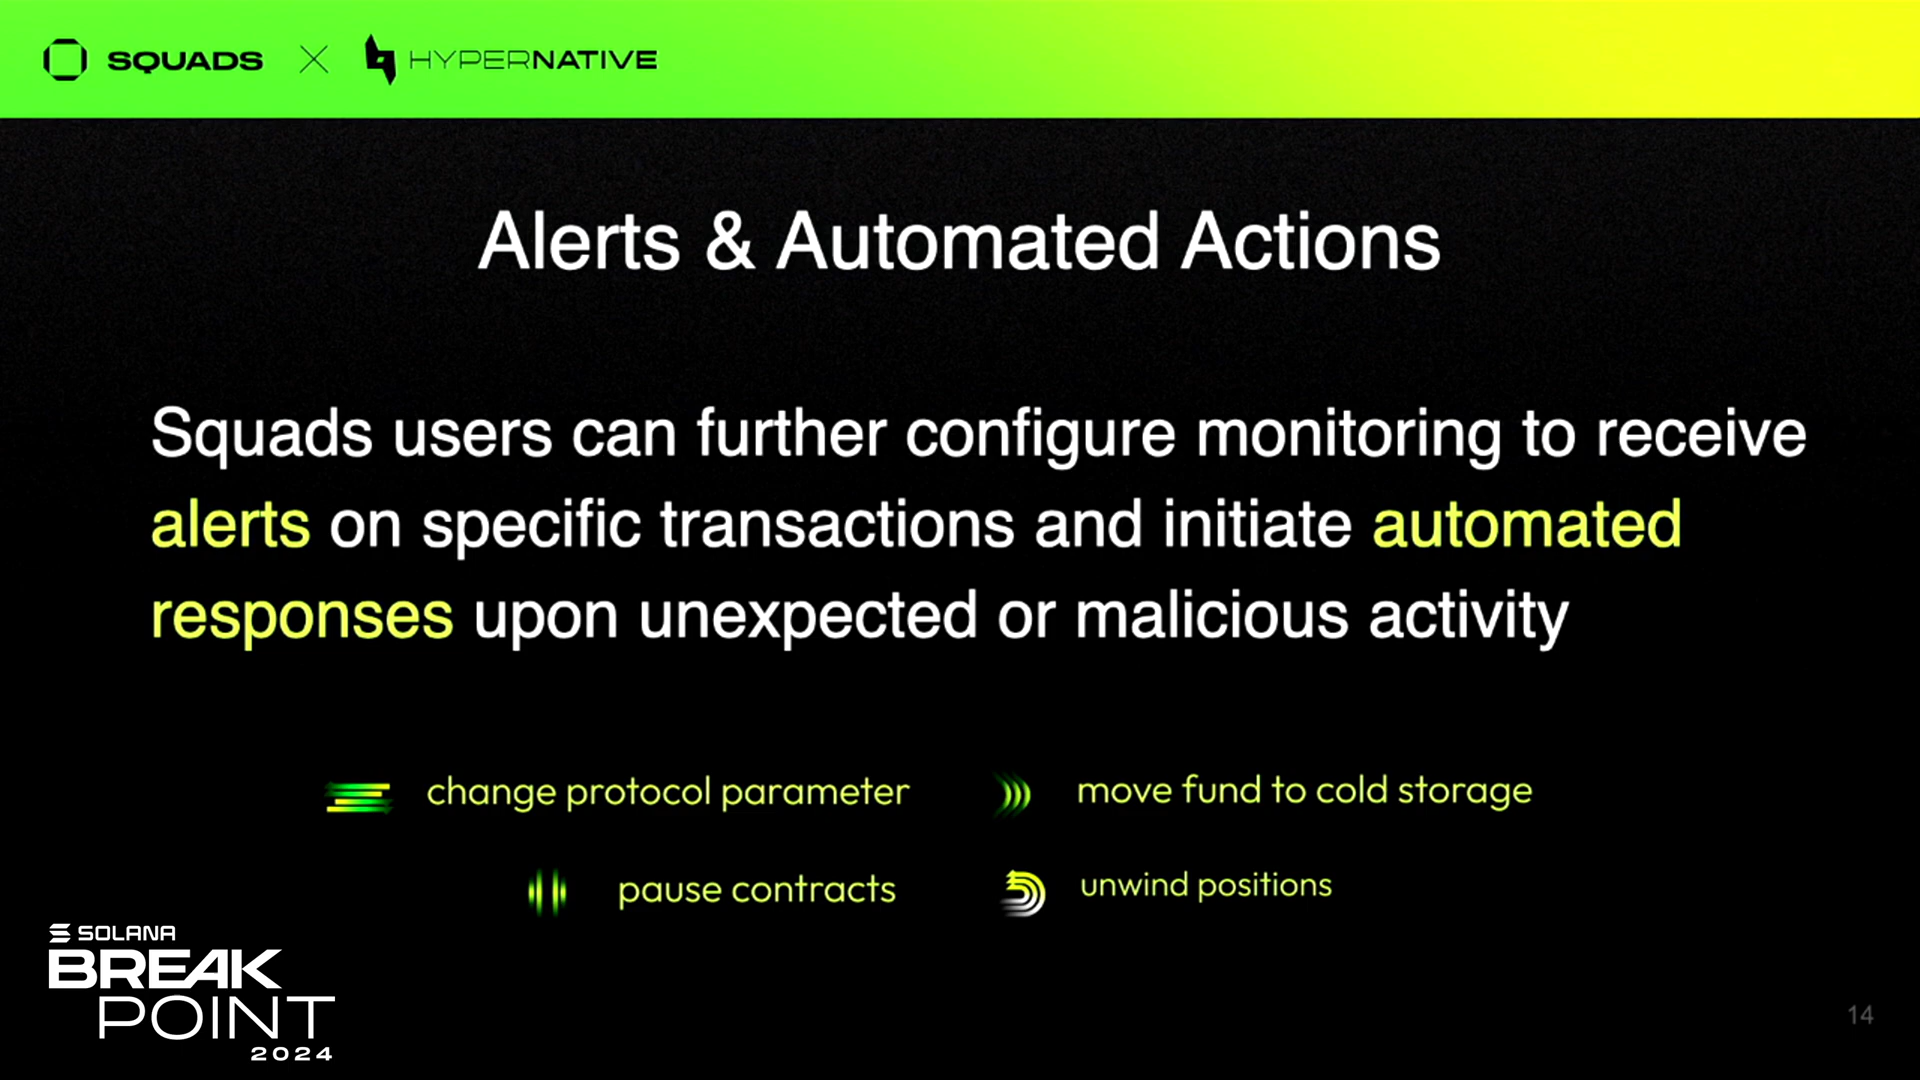 SQUADS
HYPERNATIVE
Alerts & Automated Actions
Squads users can further configure monitoring to receive
alerts on specific transactions and initiate automated
responses upon unexpected or malicious activity
change protocol parameter
move fund to cold storage
pause contracts
unwind positions
SOLANA
BREAK
POINT
2024
14